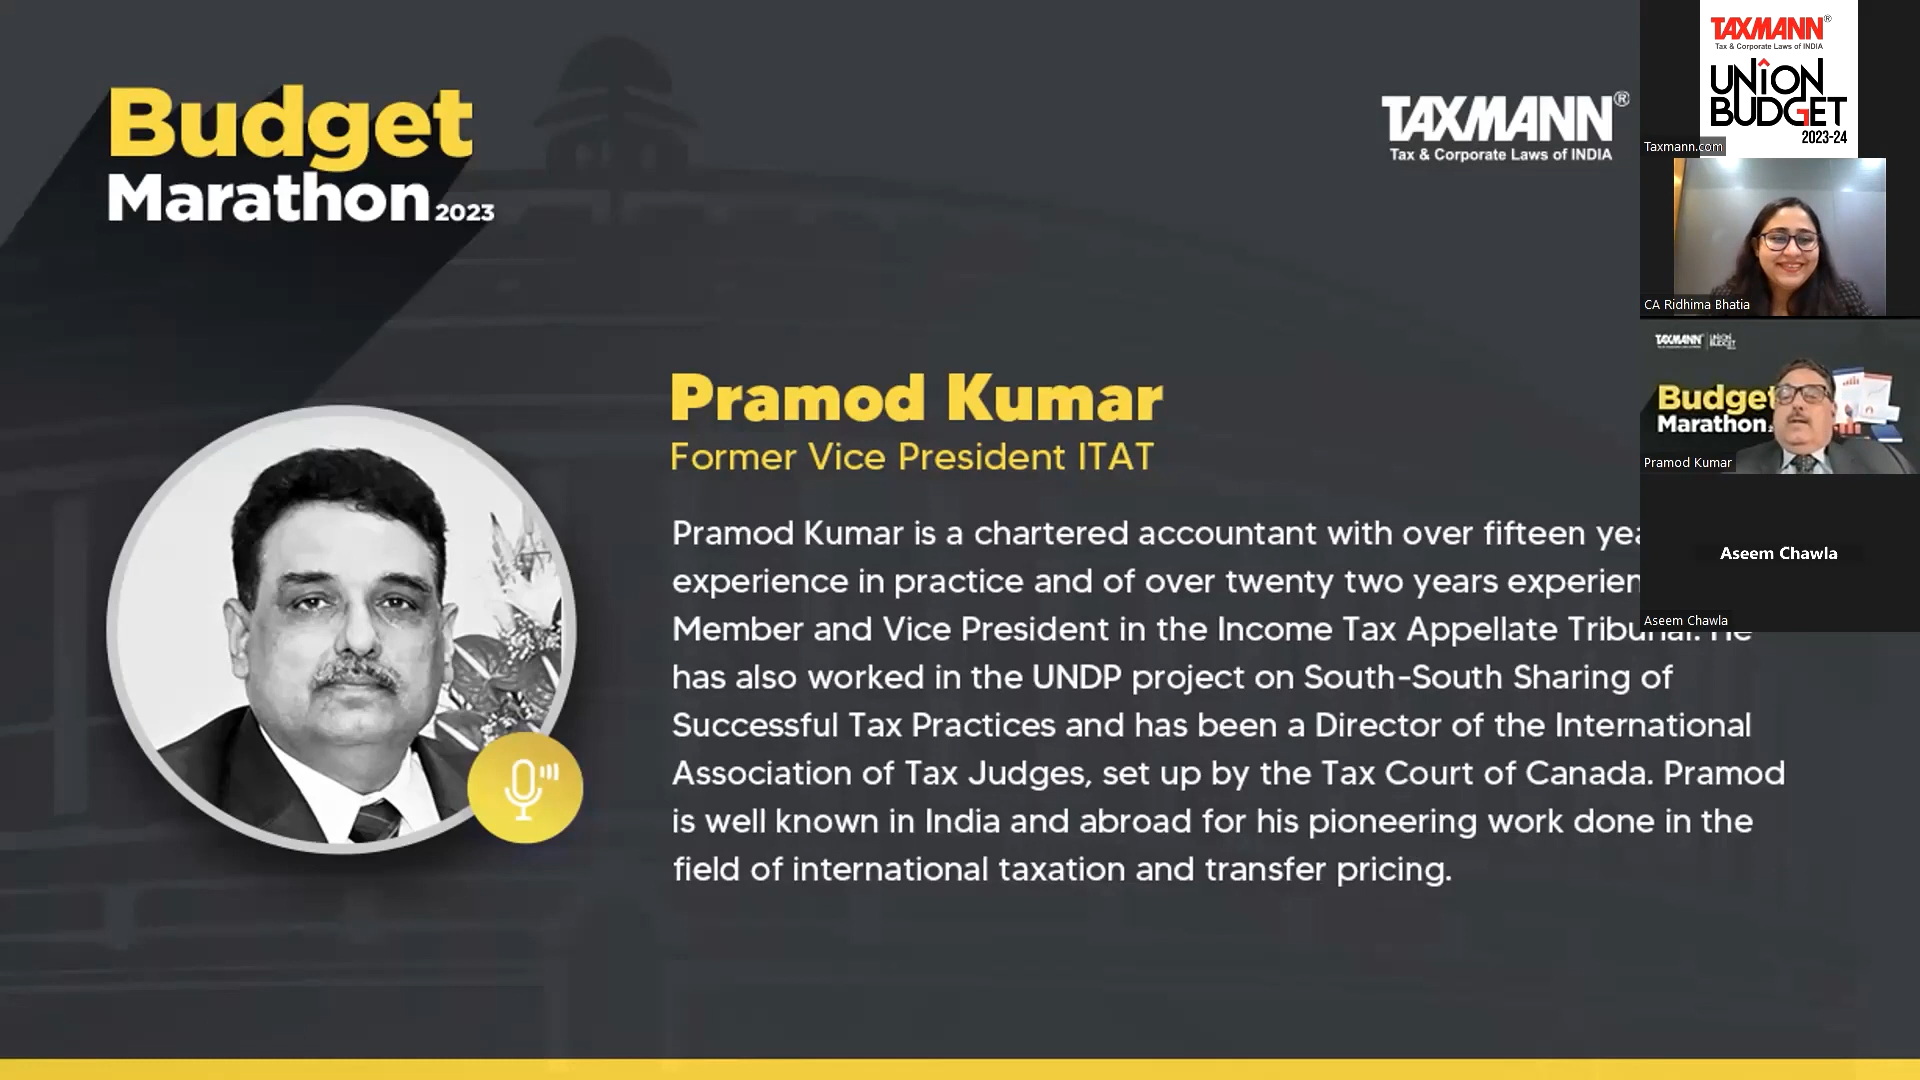 Budget
Marathon 2023
TAXMANN®
Tax & Corporate Laws of INDIA
Pramod Kumar
Former Vice President ITAT
Pramod Kumar is a chartered accountant with over fifteen
experience in practice and of over twenty two years
Member and Vice President in the Income Tax Appellate
has also worked in the UNDP project on South-South Sharing of
Successful Tax Practices and has been a Director of the International
Association of Tax Judges, set up by the Tax Court of Canada. Pramod
is well known in India and abroad for his pioneering work done in the
field of international taxation and transfer pricing.
TAXMANN®
Tax & Corporate Laws of INDIA
UNION
BUDGET
2023-24
Taxmann.com
CA Ridhima Bhatia
TAXMANN
UNION
BUDGET
Budget
Marathon
Pramod Kumar
Aseem Chawla
Aseem Chawla